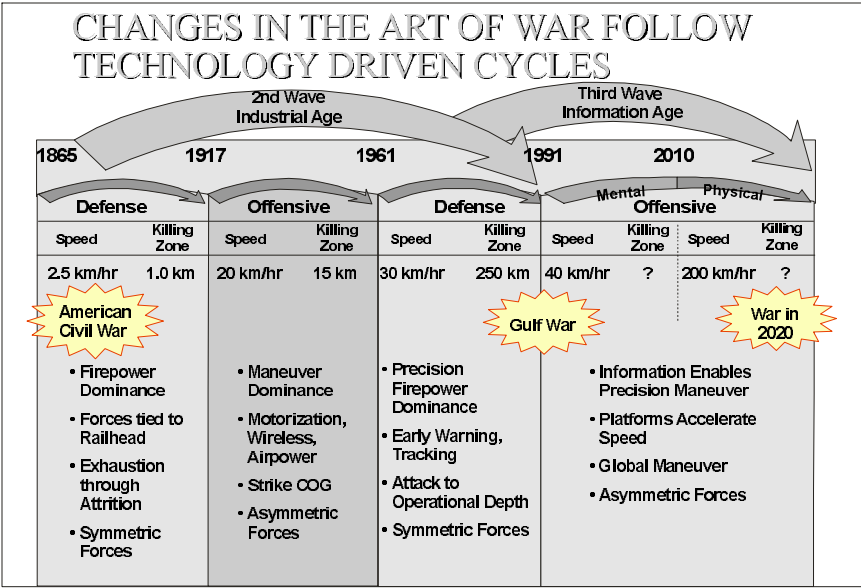 CHANGES IN THE ART OF WAR FOLLOW
TECHNOLOGY DRIVEN CYCLES
2nd Wave
Industrial Age
Third Wave
Information Age
1865 1917 1961 1991 2010
Mental Physical
Defense Offensive Defense Offensive
Speed Killing Zone Speed Killing Zone Speed Killing Zone Speed Killing Zone Speed Killing Zone
2.5 km/hr 1.0 km 20 km/hr 15 km 30 km/hr 250 km 40 km/hr ? 200 km/hr ?
American
Civil War
Gulf War
War in
2020
• Firepower
Dominance
• Forces tied to
Railhead
• Exhaustion
through
Attrition
• Symmetric
Forces
• Maneuver
Dominance
• Motorization,
Wireless,
Airpower
• Strike COG
• Asymmetric
Forces
• Precision
Firepower
Dominance
• Early Warning,
Tracking
• Attack to
Operational Depth
• Symmetric Forces
• Information Enables
Precision Maneuver
• Platforms Accelerate
Speed
• Global Maneuver
• Asymmetric Forces